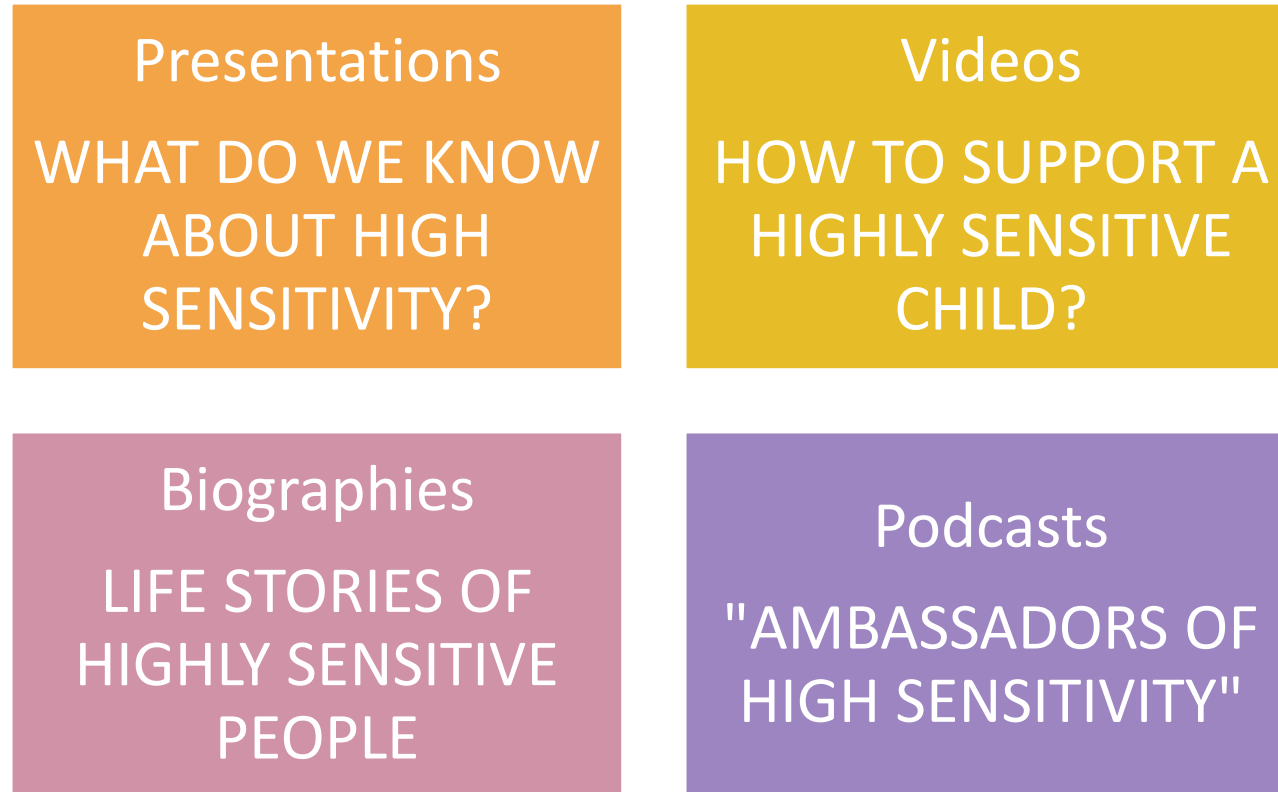 Presentations
WHAT DO WE KNOW
ABOUT HIGH
SENSITIVITY?
Videos
HOW TO SUPPORT A
HIGHLY SENSITIVE
CHILD?
Biographies
LIFE STORIES OF
HIGHLY SENSITIVE
PEOPLE
Podcasts
"AMBASSADORS OF
HIGH SENSITIVITY"